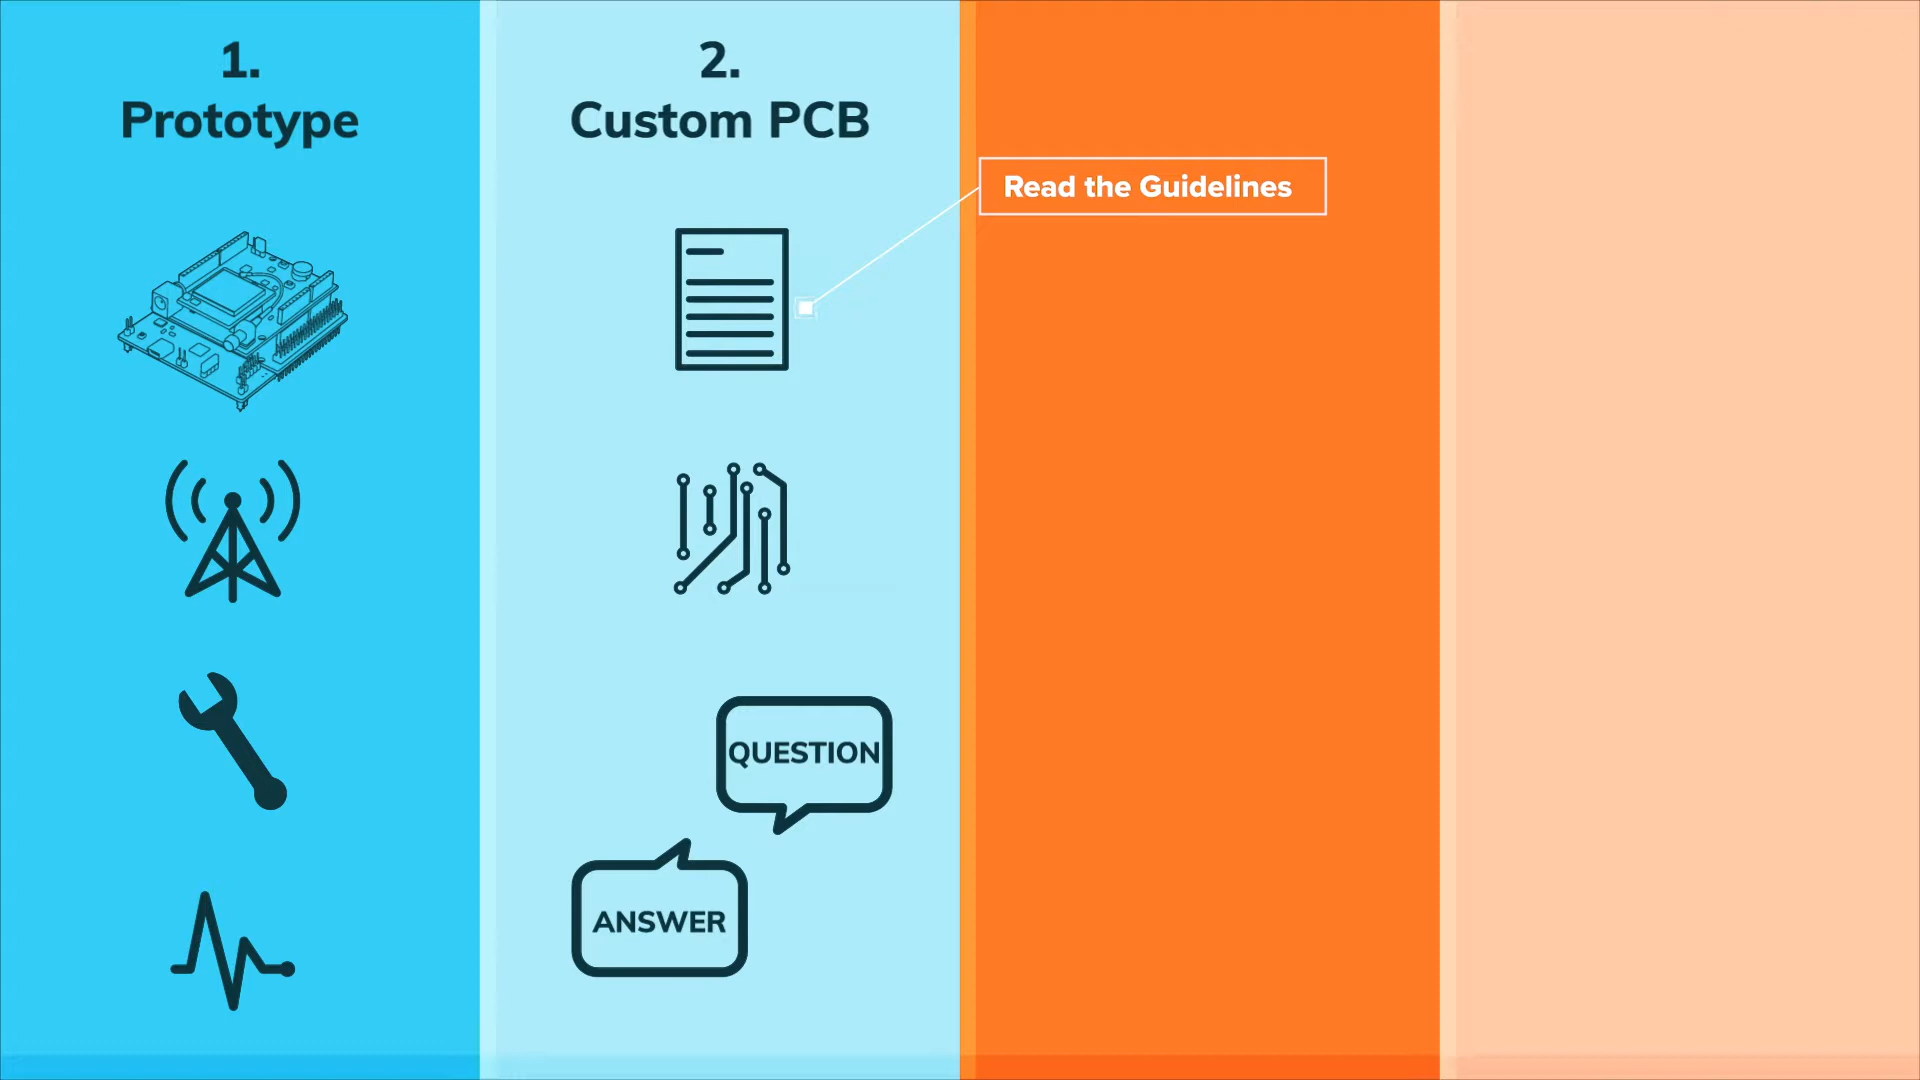 1.
Prototype
2.
Custom PCB
Read the Guidelines
QUESTION
ANSWER